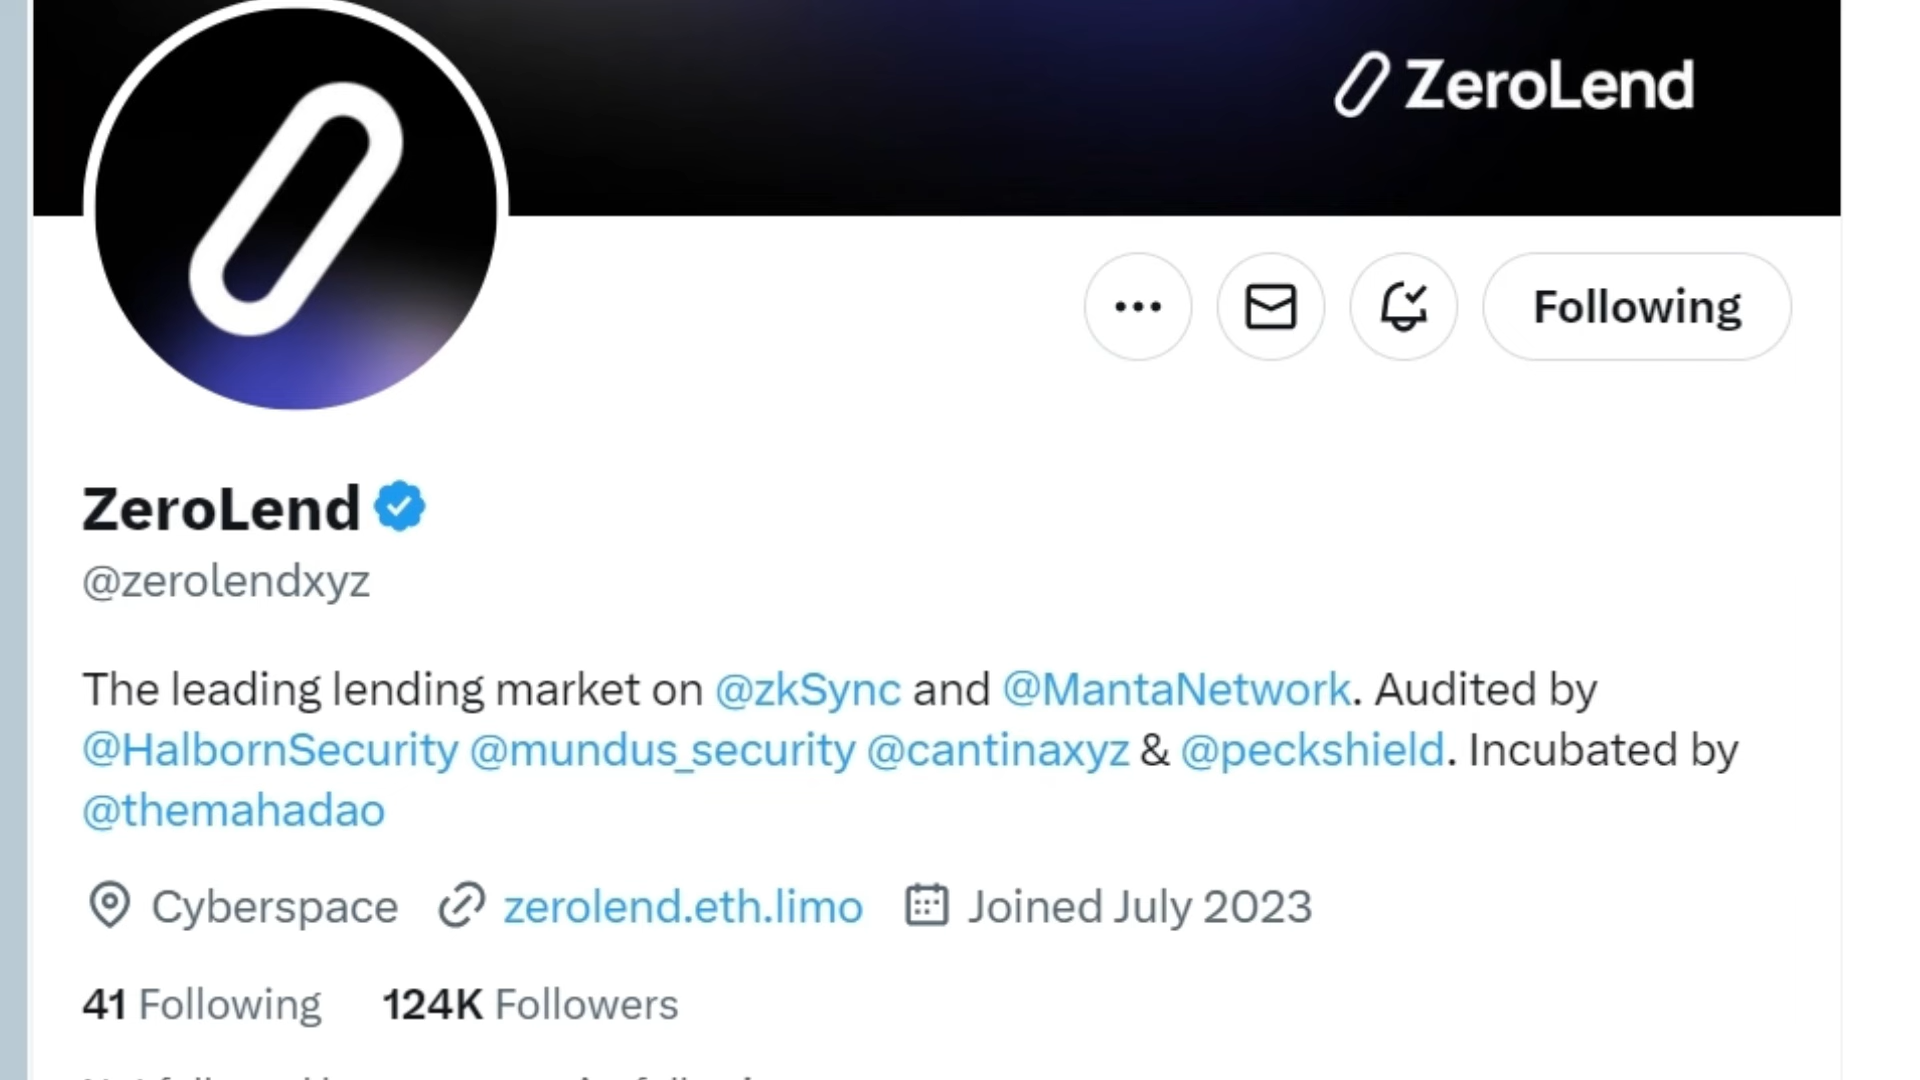 ZeroLend
Following
ZeroLend
@zerolendxyz
The leading lending market on @zkSync and @MantaNetwork. Audited by
@HalbornSecurity @mundus_security @cantinaxyz & @peckshield. Incubated by
@themahadao
Cyberspace zerolend.eth.limo Joined July 2023
41 Following 124K Followers